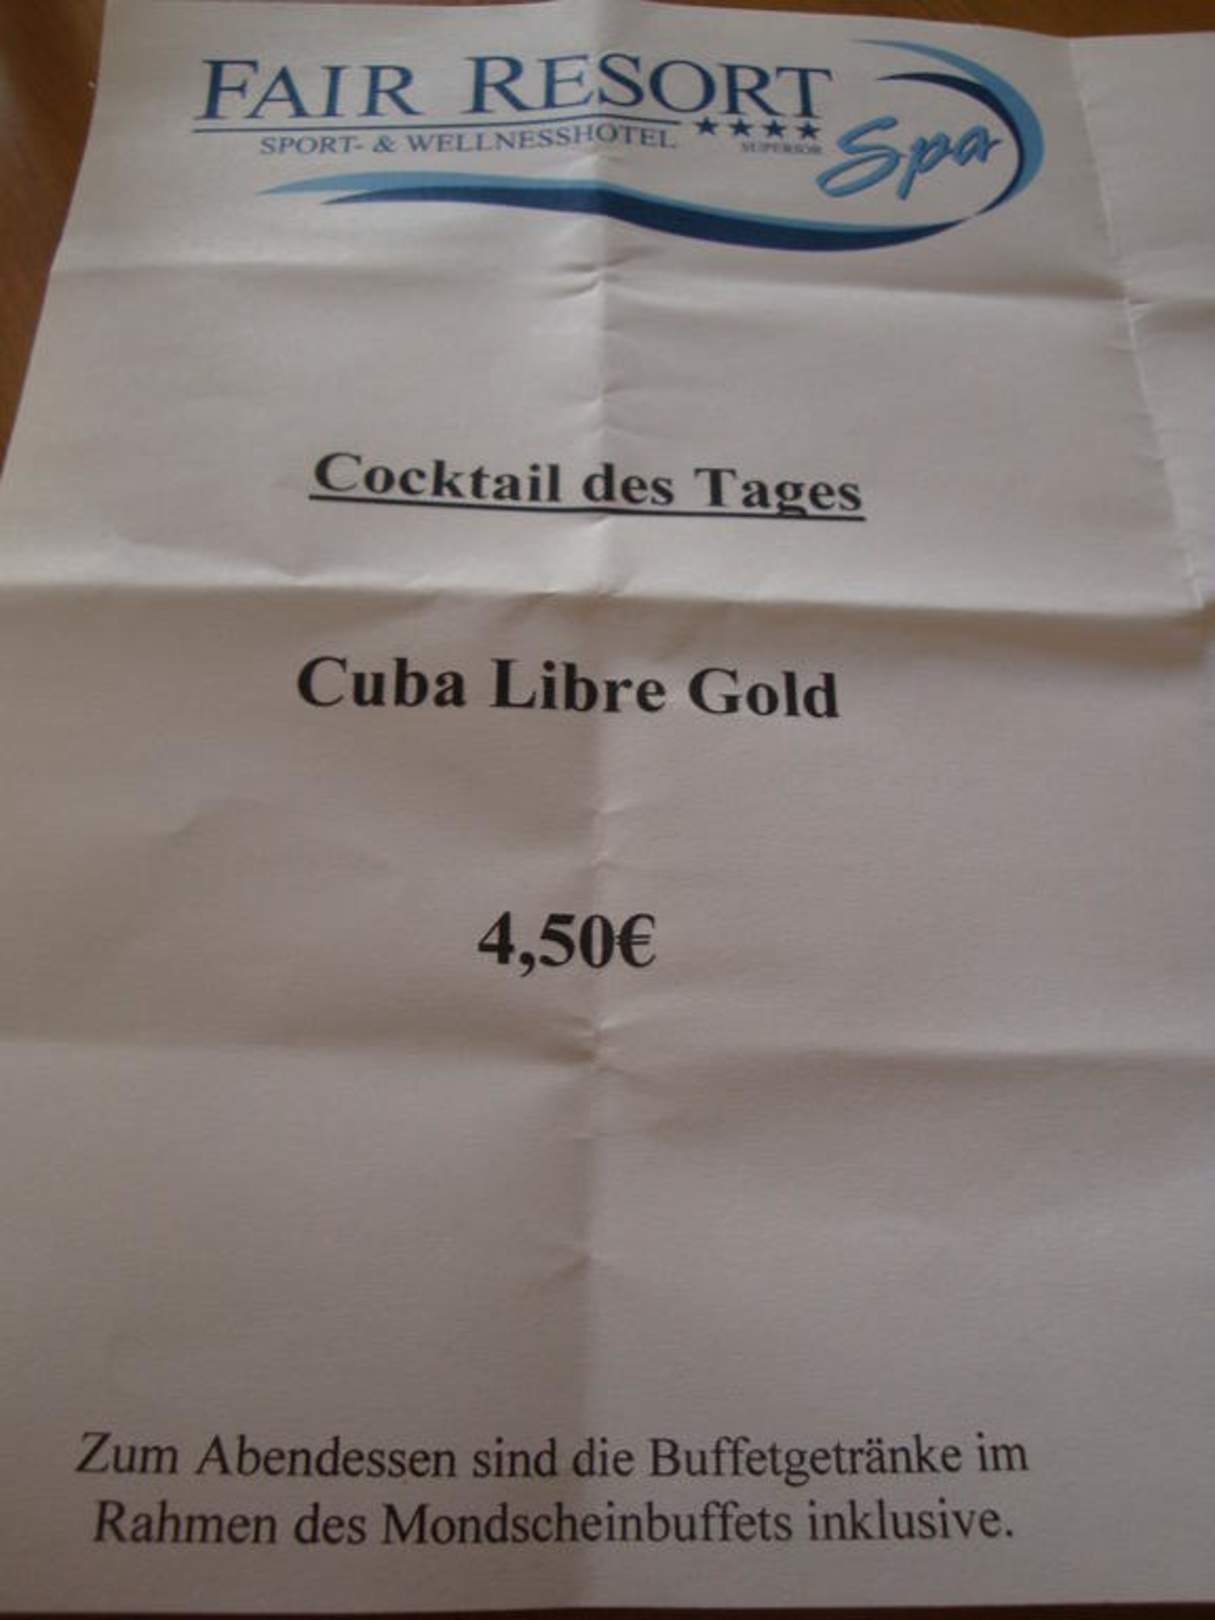 FAIR RESORT
SPORT- & WELLNESSHOTEL ★★★★
SUPERIOR
Spa
Cocktail des Tages
Cuba Libre Gold
4,50€
Zum Abendessen sind die Buffetgetränke im
Rahmen des Mondscheinbuffets inklusive.